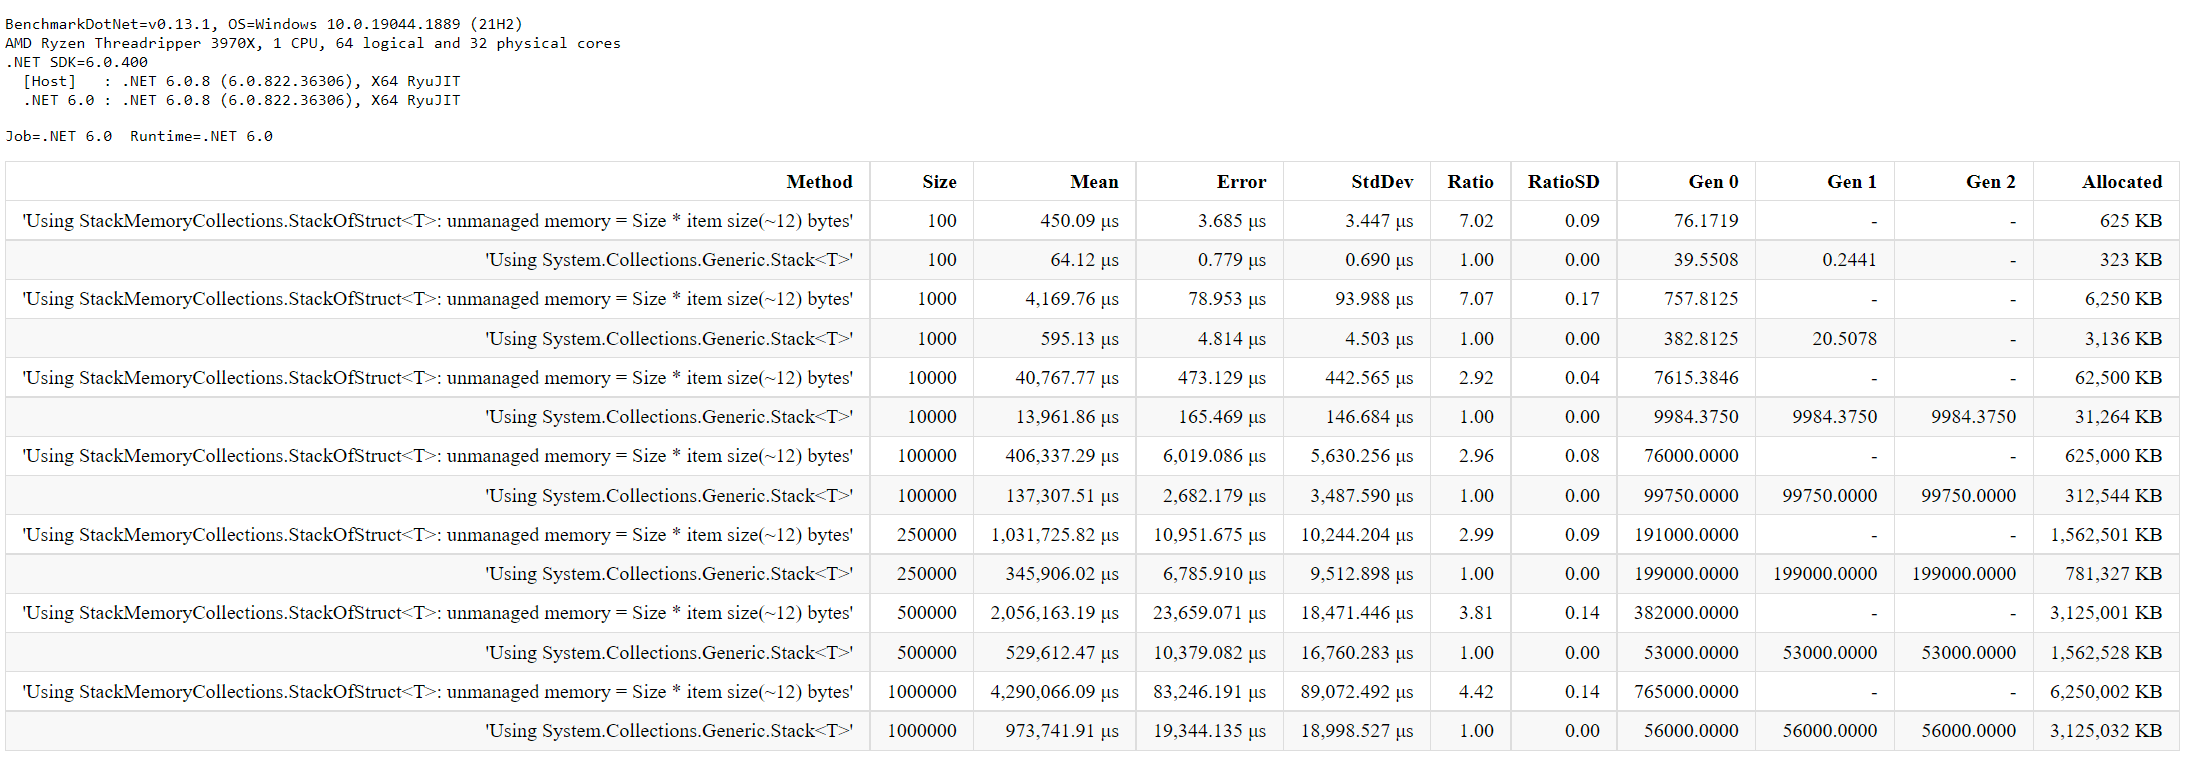 BenchmarkDotNet=v0.13.1, OS=Windows 10.0.19044.1889 (21H2)
AMD Ryzen Threadripper 3970X, 1 CPU, 64 logical and 32 physical cores
.NET SDK=6.0.400
[Host]   : .NET 6.0.8 (6.0.822.36306), X64 RyuJIT
.NET 6.0 : .NET 6.0.8 (6.0.822.36306), X64 RyuJIT
Job=.NET 6.0  Runtime=.NET 6.0
Method Size Mean Error StdDev Ratio RatioSD Gen 0 Gen 1 Gen 2 Allocated
'Using StackMemoryCollections.StackOfStruct<T>: unmanaged memory = Size * item size(~12) bytes' 100 450.09 μs 3.685 μs 3.447 μs 7.02 0.09 76.1719 - - 625 KB
'Using System.Collections.Generic.Stack<T>' 100 64.12 μs 0.779 μs 0.690 μs 1.00 0.00 39.5508 0.2441 - 323 KB
'Using StackMemoryCollections.StackOfStruct<T>: unmanaged memory = Size * item size(~12) bytes' 1000 4,169.76 μs 78.953 μs 93.988 μs 7.07 0.17 757.8125 - - 6,250 KB
'Using System.Collections.Generic.Stack<T>' 1000 595.13 μs 4.814 μs 4.503 μs 1.00 0.00 382.8125 20.5078 - 3,136 KB
'Using StackMemoryCollections.StackOfStruct<T>: unmanaged memory = Size * item size(~12) bytes' 10000 40,767.77 μs 473.129 μs 442.565 μs 2.92 0.04 7615.3846 - - 62,500 KB
'Using System.Collections.Generic.Stack<T>' 10000 13,961.86 μs 165.469 μs 146.684 μs 1.00 0.00 9984.3750 9984.3750 9984.3750 31,264 KB
'Using StackMemoryCollections.StackOfStruct<T>: unmanaged memory = Size * item size(~12) bytes' 100000 406,337.29 μs 6,019.086 μs 5,630.256 μs 2.96 0.08 76000.0000 - - 625,000 KB
'Using System.Collections.Generic.Stack<T>' 100000 137,307.51 μs 2,682.179 μs 3,487.590 μs 1.00 0.00 99750.0000 99750.0000 99750.0000 312,544 KB
'Using StackMemoryCollections.StackOfStruct<T>: unmanaged memory = Size * item size(~12) bytes' 250000 1,031,725.82 μs 10,951.675 μs 10,244.204 μs 2.99 0.09 191000.0000 - - 1,562,501 KB
'Using System.Collections.Generic.Stack<T>' 250000 345,906.02 μs 6,785.910 μs 9,512.898 μs 1.00 0.00 199000.0000 199000.0000 199000.0000 781,327 KB
'Using StackMemoryCollections.StackOfStruct<T>: unmanaged memory = Size * item size(~12) bytes' 500000 2,056,163.19 μs 23,659.071 μs 18,471.446 μs 3.81 0.14 382000.0000 - - 3,125,001 KB
'Using System.Collections.Generic.Stack<T>' 500000 529,612.47 μs 10,379.082 μs 16,760.283 μs 1.00 0.00 53000.0000 53000.0000 53000.0000 1,562,528 KB
'Using StackMemoryCollections.StackOfStruct<T>: unmanaged memory = Size * item size(~12) bytes' 1000000 4,290,066.09 μs 83,246.191 μs 89,072.492 μs 4.42 0.14 765000.0000 - - 6,250,002 KB
'Using System.Collections.Generic.Stack<T>' 1000000 973,741.91 μs 19,344.135 μs 18,998.527 μs 1.00 0.00 56000.0000 56000.0000 56000.0000 3,125,032 KB